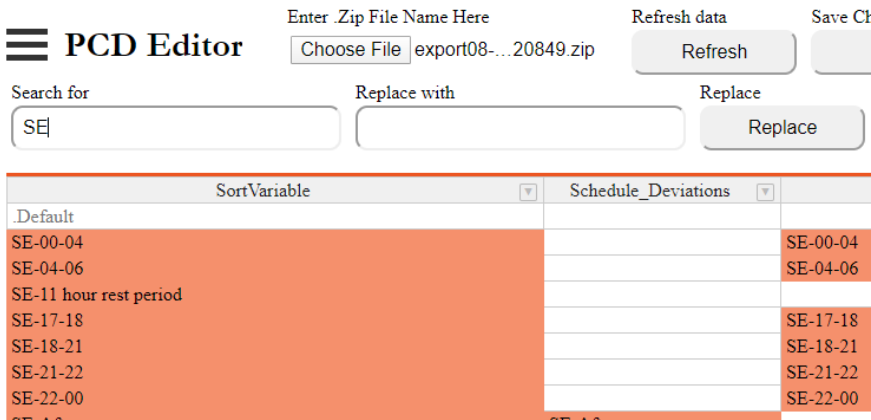 Enter .Zip File Name Here
Refresh data
Save Ch
PCD Editor
Choose File export08-...20849.zip
Refresh
Search for
Replace with
Replace
SE
Replace
SortVariable
Schedule_Deviations
.Default
SE-00-04 SE-00-04
SE-04-06 SE-04-06
SE-11 hour rest period
SE-17-18 SE-17-18
SE-18-21 SE-18-21
SE-21-22 SE-21-22
SE-22-00 SE-22-00